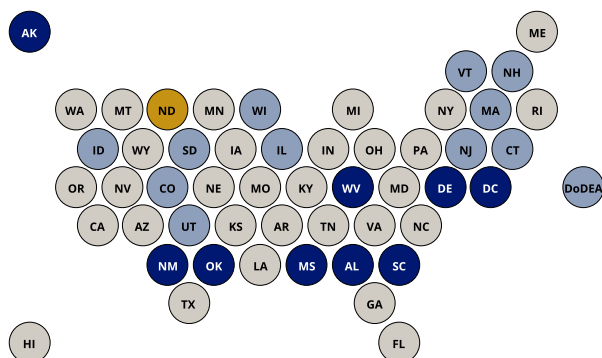 AK ME
VT NH
WA MT ND MN WI MI NY MA RI
ID WY SD IA IL IN OH PA NJ CT
OR NV CO NE MO KY WV MD DE DC DoDEA
CA AZ UT KS AR TN VA NC
NM OK LA MS AL SC
TX GA
HI FL